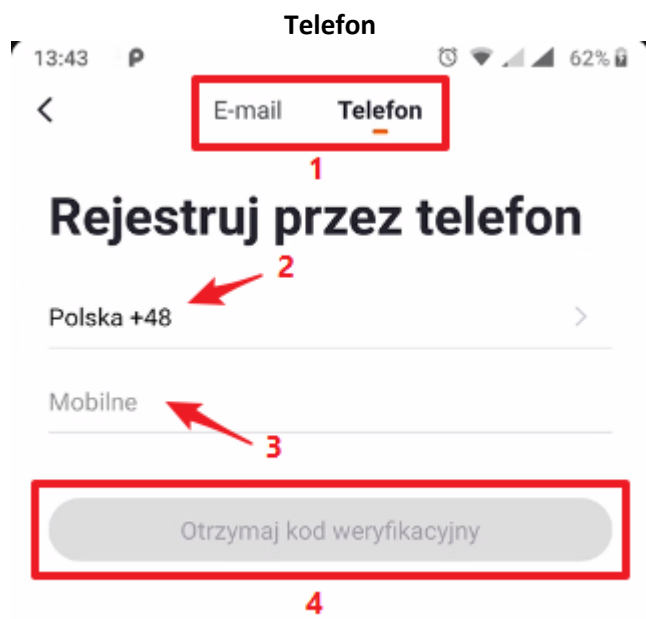 Telefon
13:43 P 62%
E-mail Telefon
1
Rejestruj przez telefon
2
Polska +48
Mobilne
3
Otrzymaj kod weryfikacyjny
4